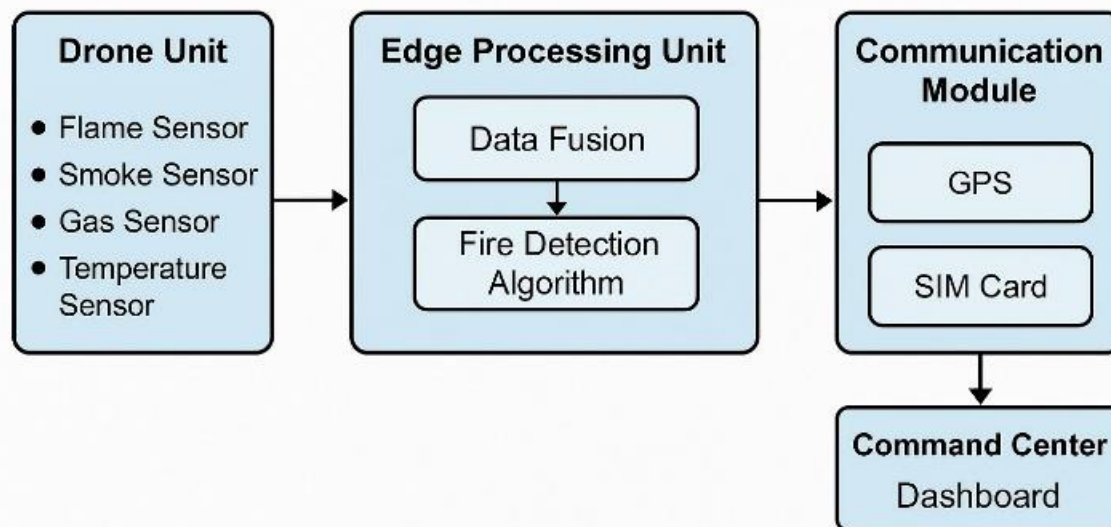 Drone Unit
● Flame Sensor
● Smoke Sensor
● Gas Sensor
● Temperature
Sensor
Edge Processing Unit
Data Fusion
Fire Detection
Algorithm
Communication
Module
GPS
SIM Card
Command Center
Dashboard